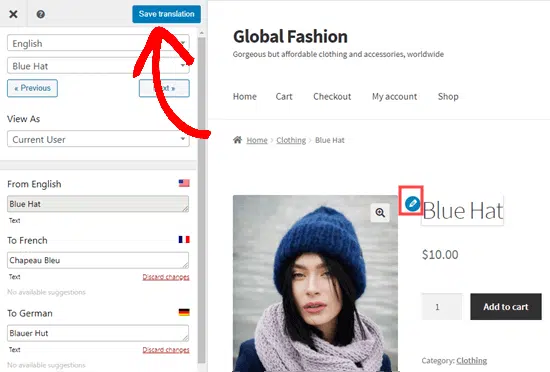 Save translation
English
Blue Hat
« Previous
View As
Current User
From English
Blue Hat
Text
To French
Chapeau Bleu
Text Discard changes
No available suggestions
To German
Blauer Hut
Text Discard changes
No available suggestions
Global Fashion
Gorgeous but affordable clothing and accessories, worldwide
Home Cart Checkout My account Shop
Home > Clothing > Blue Hat
Blue Hat
$10.00
1 Add to cart
Category: Clothing